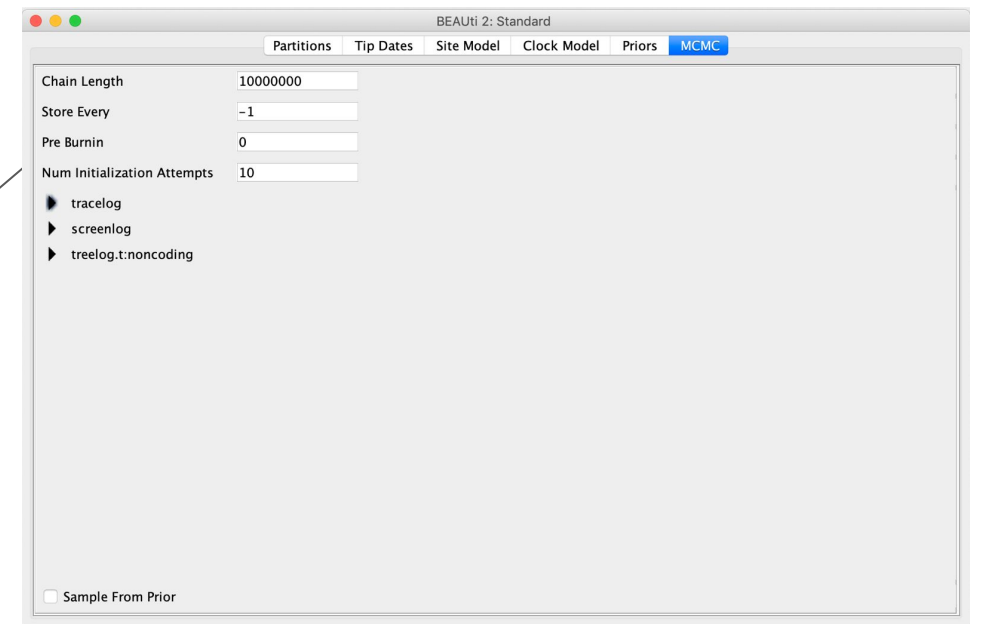 BEAUti 2: Standard
Partitions Tip Dates Site Model Clock Model Priors MCMC
Chain Length 10000000
Store Every -1
Pre Burnin 0
Num Initialization Attempts 10
tracelog
screenlog
treelog.t:noncoding
Sample From Prior